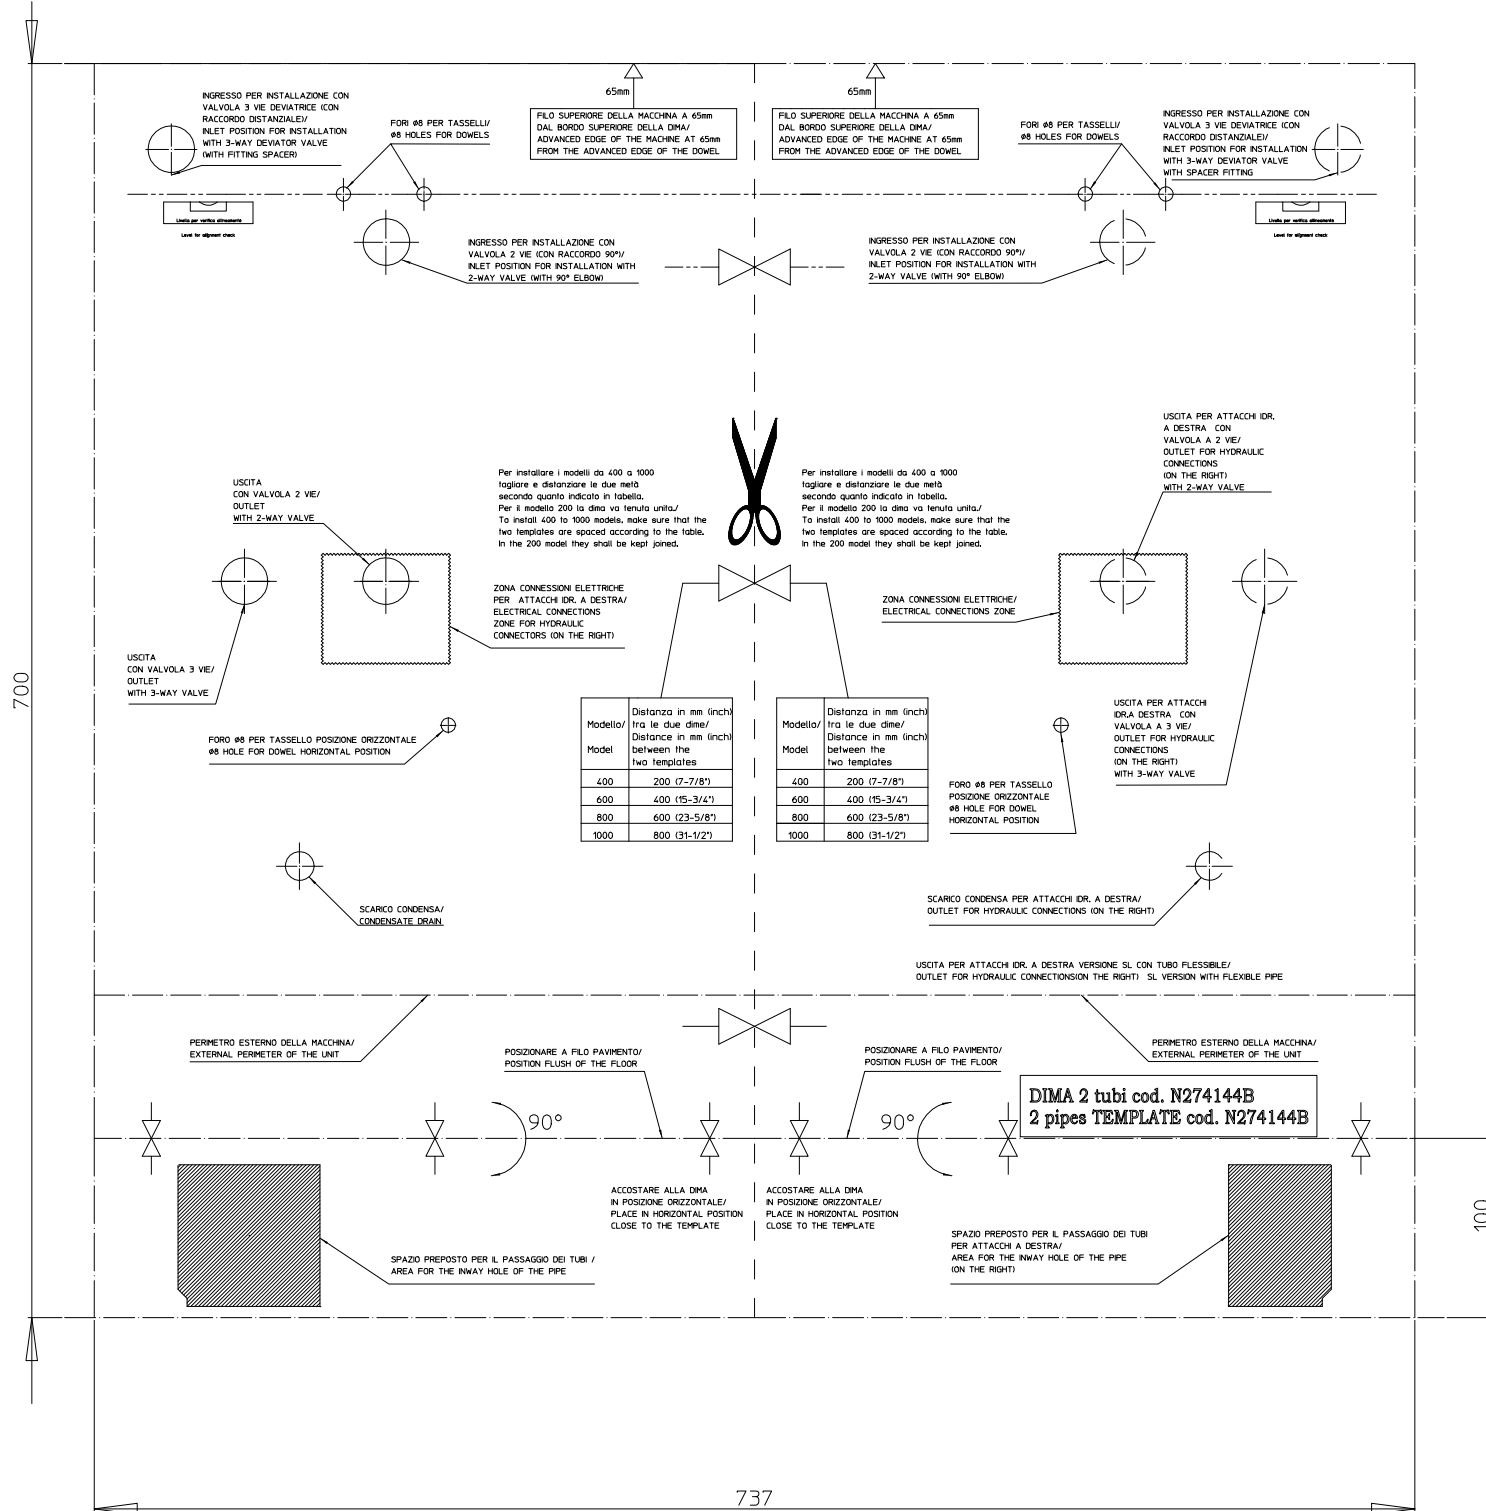 INGRESSO PER INSTALLAZIONE CON
VALVOLA 3 VIE DEVIATRICE (CON
RACCORDO DISTANZIALE)/
INLET POSITION FOR INSTALLATION
WITH 3-WAY DEVIATOR VALVE
(WITH FITTING SPACER)
FORI ø8 PER TASSELLI/
ø8 HOLES FOR DOWELS
65mm
FILO SUPERIORE DELLA MACCHINA A 65mm
DAL BORDO SUPERIORE DELLA DIMA/
ADVANCED EDGE OF THE MACHINE AT 65mm
FROM THE ADVANCED EDGE OF THE DOWEL
65mm
FILO SUPERIORE DELLA MACCHINA A 65mm
DAL BORDO SUPERIORE DELLA DIMA/
ADVANCED EDGE OF THE MACHINE AT 65mm
FROM THE ADVANCED EDGE OF THE DOWEL
FORI ø8 PER TASSELLI/
ø8 HOLES FOR DOWELS
INGRESSO PER INSTALLAZIONE CON
VALVOLA 3 VIE DEVIATRICE (CON
RACCORDO DISTANZIALE)/
INLET POSITION FOR INSTALLATION
WITH 3-WAY DEVIATOR VALVE
WITH SPACER FITTING
Livella per verifica allineamento
Level for alignment check
Livella per verifica allineamento
Level for alignment check
INGRESSO PER INSTALLAZIONE CON
VALVOLA 2 VIE (CON RACCORDO 90°)/
INLET POSITION FOR INSTALLATION WITH
2-WAY VALVE (WITH 90° ELBOW)
INGRESSO PER INSTALLAZIONE CON
VALVOLA 2 VIE (CON RACCORDO 90°)/
INLET POSITION FOR INSTALLATION WITH
2-WAY VALVE (WITH 90° ELBOW)
USCITA
CON VALVOLA 2 VIE/
OUTLET
WITH 2-WAY VALVE
Per installare i modelli da 400 a 1000
tagliare e distanziare le due metà
secondo quanto indicato in tabella.
Per il modello 200 la dima va tenuta unita./
To install 400 to 1000 models, make sure that the
two templates are spaced according to the table.
In the 200 model they shall be kept joined.
Per installare i modelli da 400 a 1000
tagliare e distanziare le due metà
secondo quanto indicato in tabella.
Per il modello 200 la dima va tenuta unita./
To install 400 to 1000 models, make sure that the
two templates are spaced according to the table.
In the 200 model they shall be kept joined.
USCITA PER ATTACCHI IDR.
A DESTRA CON
VALVOLA A 2 VIE/
OUTLET FOR HYDRAULIC
CONNECTIONS
(ON THE RIGHT)
WITH 2-WAY VALVE
ZONA CONNESSIONI ELETTRICHE
PER ATTACCHI IDR. A DESTRA/
ELECTRICAL CONNECTIONS
ZONE FOR HYDRAULIC
CONNECTORS (ON THE RIGHT)
ZONA CONNESSIONI ELETTRICHE/
ELECTRICAL CONNECTIONS ZONE
USCITA
CON VALVOLA 3 VIE/
OUTLET
WITH 3-WAY VALVE
700
FORO ø8 PER TASSELLO POSIZIONE ORIZZONTALE
ø8 HOLE FOR DOWEL HORIZONTAL POSITION
Modello/
Model
Distanza in mm (inch)
tra le due dime/
Distance in mm (inch)
between the
two templates
400 200 (7-7/8")
600 400 (15-3/4")
800 600 (23-5/8")
1000 800 (31-1/2")
Modello/
Model
Distanza in mm (inch)
tra le due dime/
Distance in mm (inch)
between the
two templates
400 200 (7-7/8")
600 400 (15-3/4")
800 600 (23-5/8")
1000 800 (31-1/2")
USCITA PER ATTACCHI
IDR.A DESTRA CON
VALVOLA A 3 VIE/
OUTLET FOR HYDRAULIC
CONNECTIONS
(ON THE RIGHT)
WITH 3-WAY VALVE
FORO ø8 PER TASSELLO
POSIZIONE ORIZZONTALE
ø8 HOLE FOR DOWEL
HORIZONTAL POSITION
SCARICO CONDENSA/
CONDENSATE DRAIN
SCARICO CONDENSA PER ATTACCHI IDR. A DESTRA/
OUTLET FOR HYDRAULIC CONNECTIONS (ON THE RIGHT)
USCITA PER ATTACCHI IDR. A DESTRA VERSIONE SL CON TUBO FLESSIBILE/
OUTLET FOR HYDRAULIC CONNECTIONS(ON THE RIGHT) SL VERSION WITH FLEXIBLE PIPE
PERIMETRO ESTERNO DELLA MACCHINA/
EXTERNAL PERIMETER OF THE UNIT
POSIZIONARE A FILO PAVIMENTO/
POSITION FLUSH OF THE FLOOR
POSIZIONARE A FILO PAVIMENTO/
POSITION FLUSH OF THE FLOOR
PERIMETRO ESTERNO DELLA MACCHINA/
EXTERNAL PERIMETER OF THE UNIT
DIMA 2 tubi cod. N274144B
2 pipes TEMPLATE cod. N274144B
90°
90°
ACCOSTARE ALLA DIMA
IN POSIZIONE ORIZZONTALE/
PLACE IN HORIZONTAL POSITION
CLOSE TO THE TEMPLATE
ACCOSTARE ALLA DIMA
IN POSIZIONE ORIZZONTALE/
PLACE IN HORIZONTAL POSITION
CLOSE TO THE TEMPLATE
100
SPAZIO PREPOSTO PER IL PASSAGGIO DEI TUBI /
AREA FOR THE INWAY HOLE OF THE PIPE
SPAZIO PREPOSTO PER IL PASSAGGIO DEI TUBI
PER ATTACCHI A DESTRA/
AREA FOR THE INWAY HOLE OF THE PIPE
(ON THE RIGHT)
737